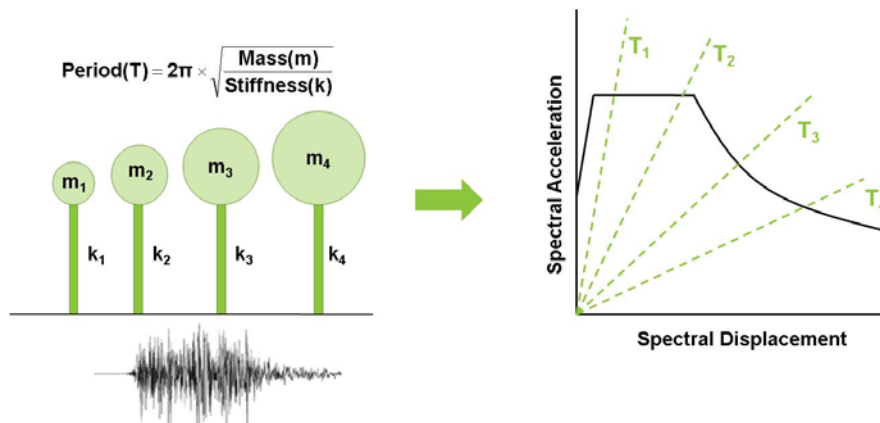 Period(T) = 2π × √(Mass(m) / Stiffness(k))
m1
m2
m3
m4
k1
k2
k3
k4
Spectral Acceleration
T1
T2
T3
Spectral Displacement